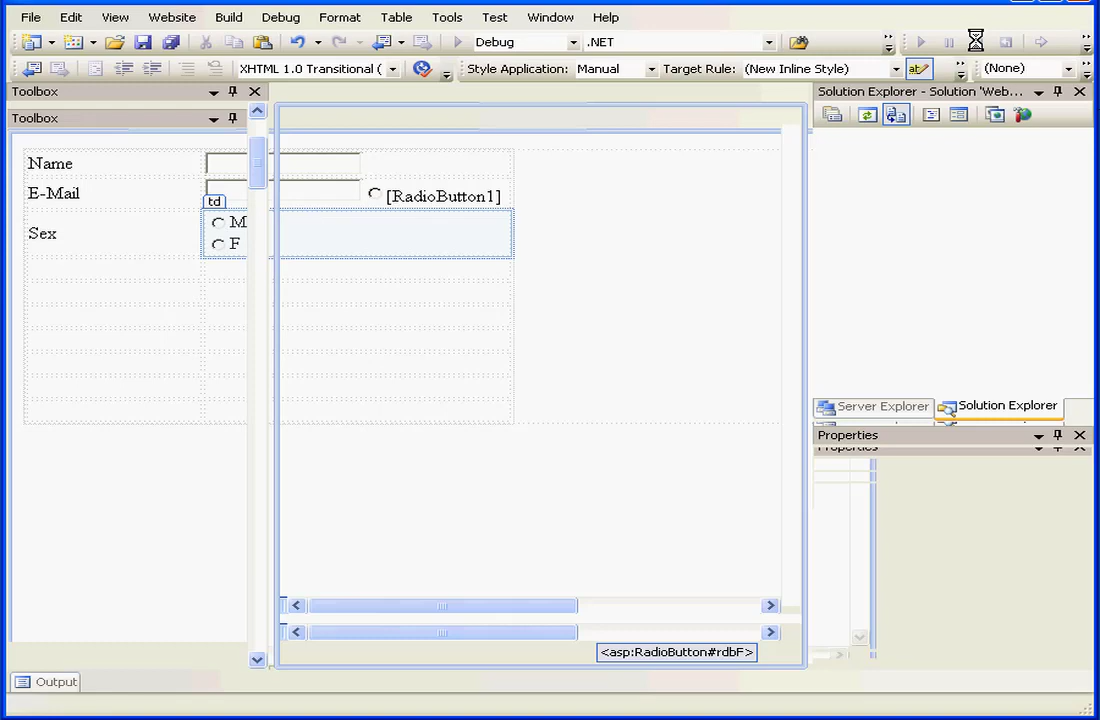 File Edit View Website Build Debug Format Table Tools Test Window Help
Debug .NET
XHTML 1.0 Transitional ( Style Application: Manual Target Rule: (New Inline Style) ab (None)
Toolbox Solution Explorer - Solution 'Web...
Toolbox
Name
E-Mail [RadioButton1]
td
M
Sex
F
Server Explorer Solution Explorer
Properties
Properties
<asp:RadioButton#rdbF>
Output